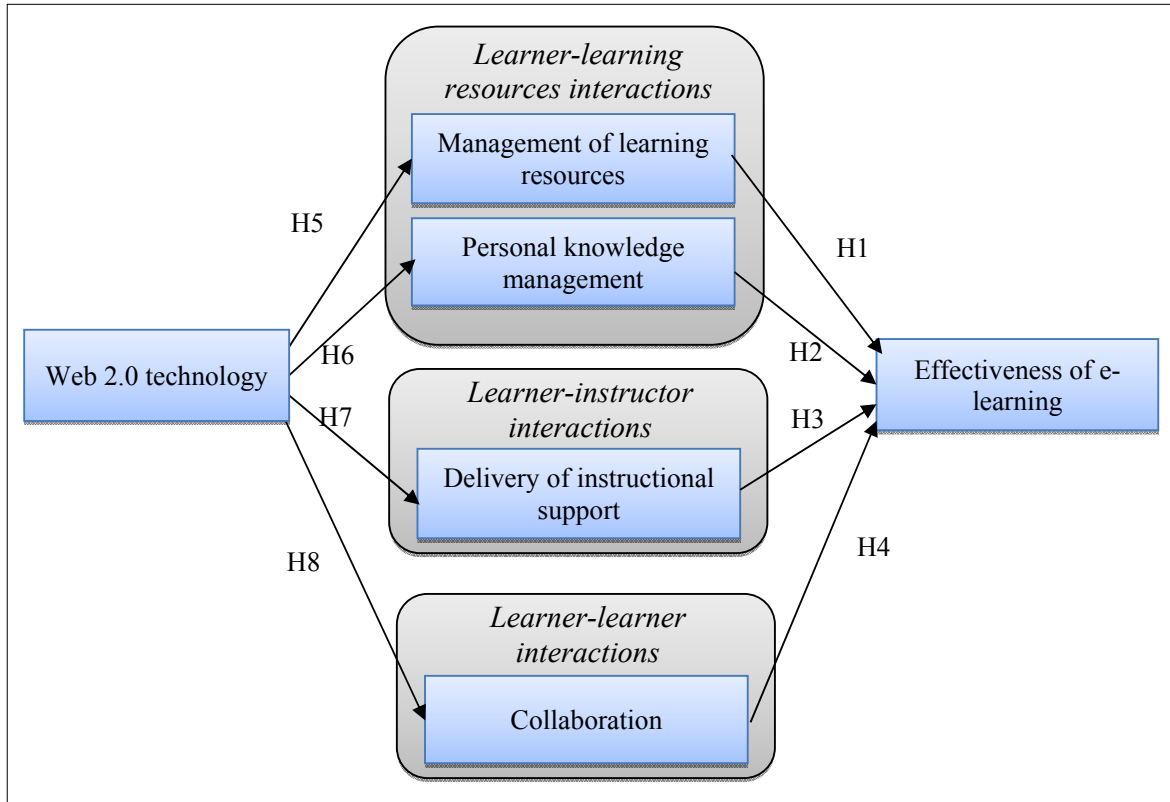 Learner-learning
resources interactions
Management of learning
resources
H5
H1
Personal knowledge
management
H6
H2
Web 2.0 technology
Effectiveness of e-
learning
Learner-instructor
interactions
H7
H3
Delivery of instructional
support
H8
H4
Learner-learner
interactions
Collaboration